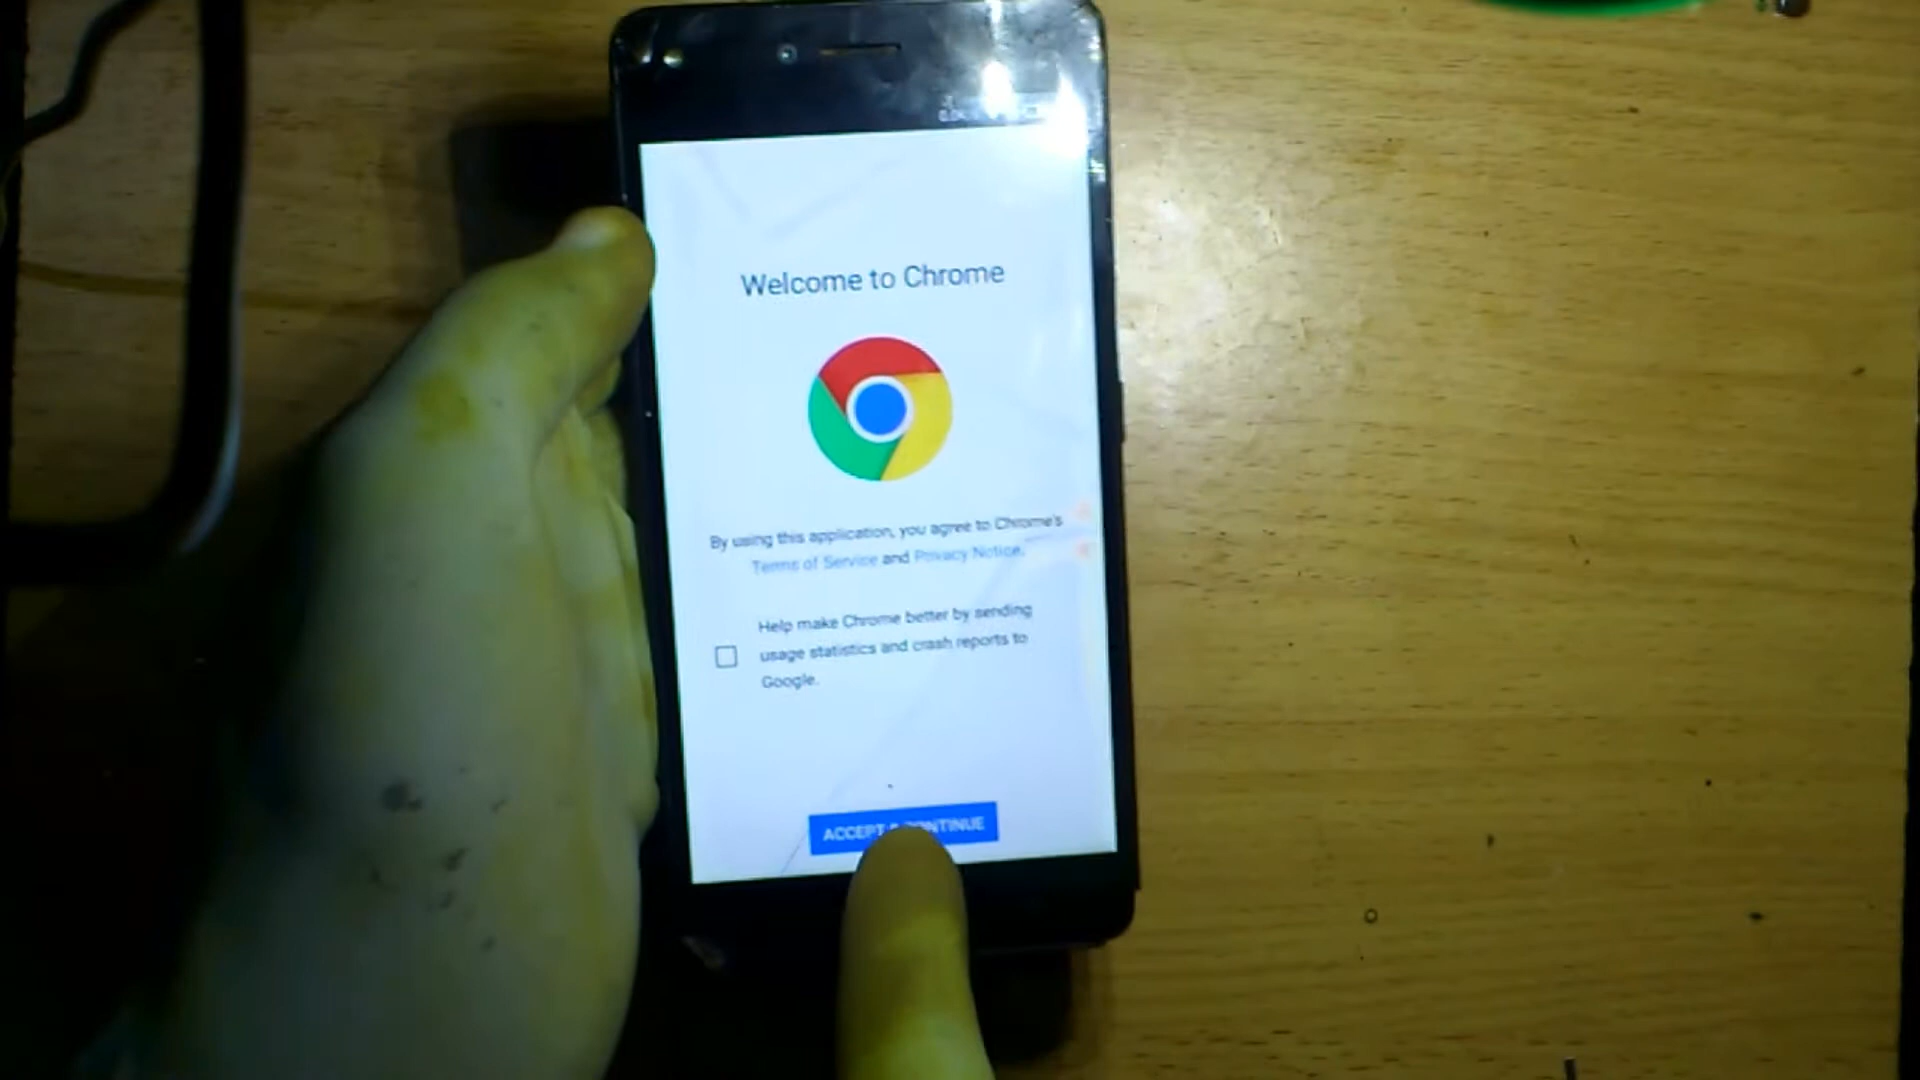 Welcome to Chrome
By using this application, you agree to Chrome's
Terms of Service and Privacy Notice.
Help make Chrome better by sending
usage statistics and crash reports to
Google.
ACCEPT & CONTINUE